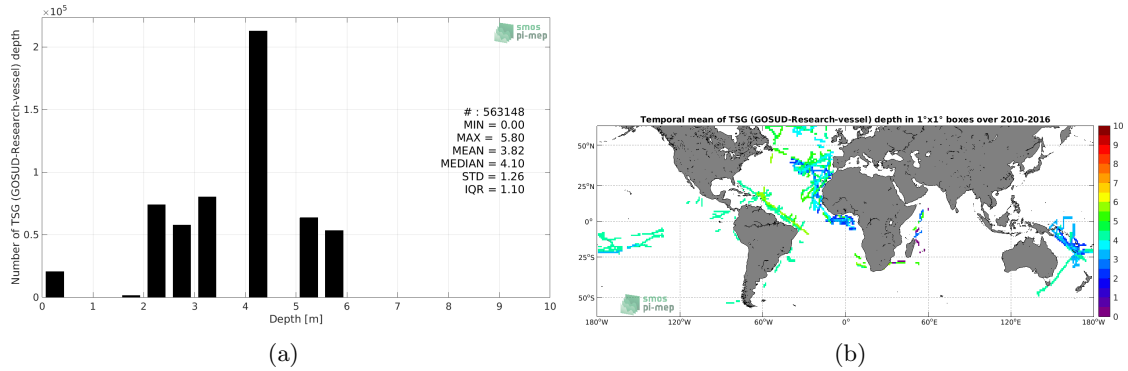 ×10⁵
smos
pi-mep
2
1.5
1
0.5
0
Number of TSG (GOSUD-Research-vessel) depth
# : 563148
MIN = 0.00
MAX = 5.80
MEAN = 3.82
MEDIAN = 4.10
STD = 1.26
IQR = 1.10
0 1 2 3 4 5 6 7 8 9 10
Depth [m]
(a)
Temporal mean of TSG (GOSUD-Research-vessel) depth in 1°x1° boxes over 2010-2016
50°N
25°N
0°
25°S
50°S
smos
pi-mep
180°W 120°W 60°W 0° 60°E 120°E 180°W
10
9
8
7
6
5
4
3
2
1
0
(b)